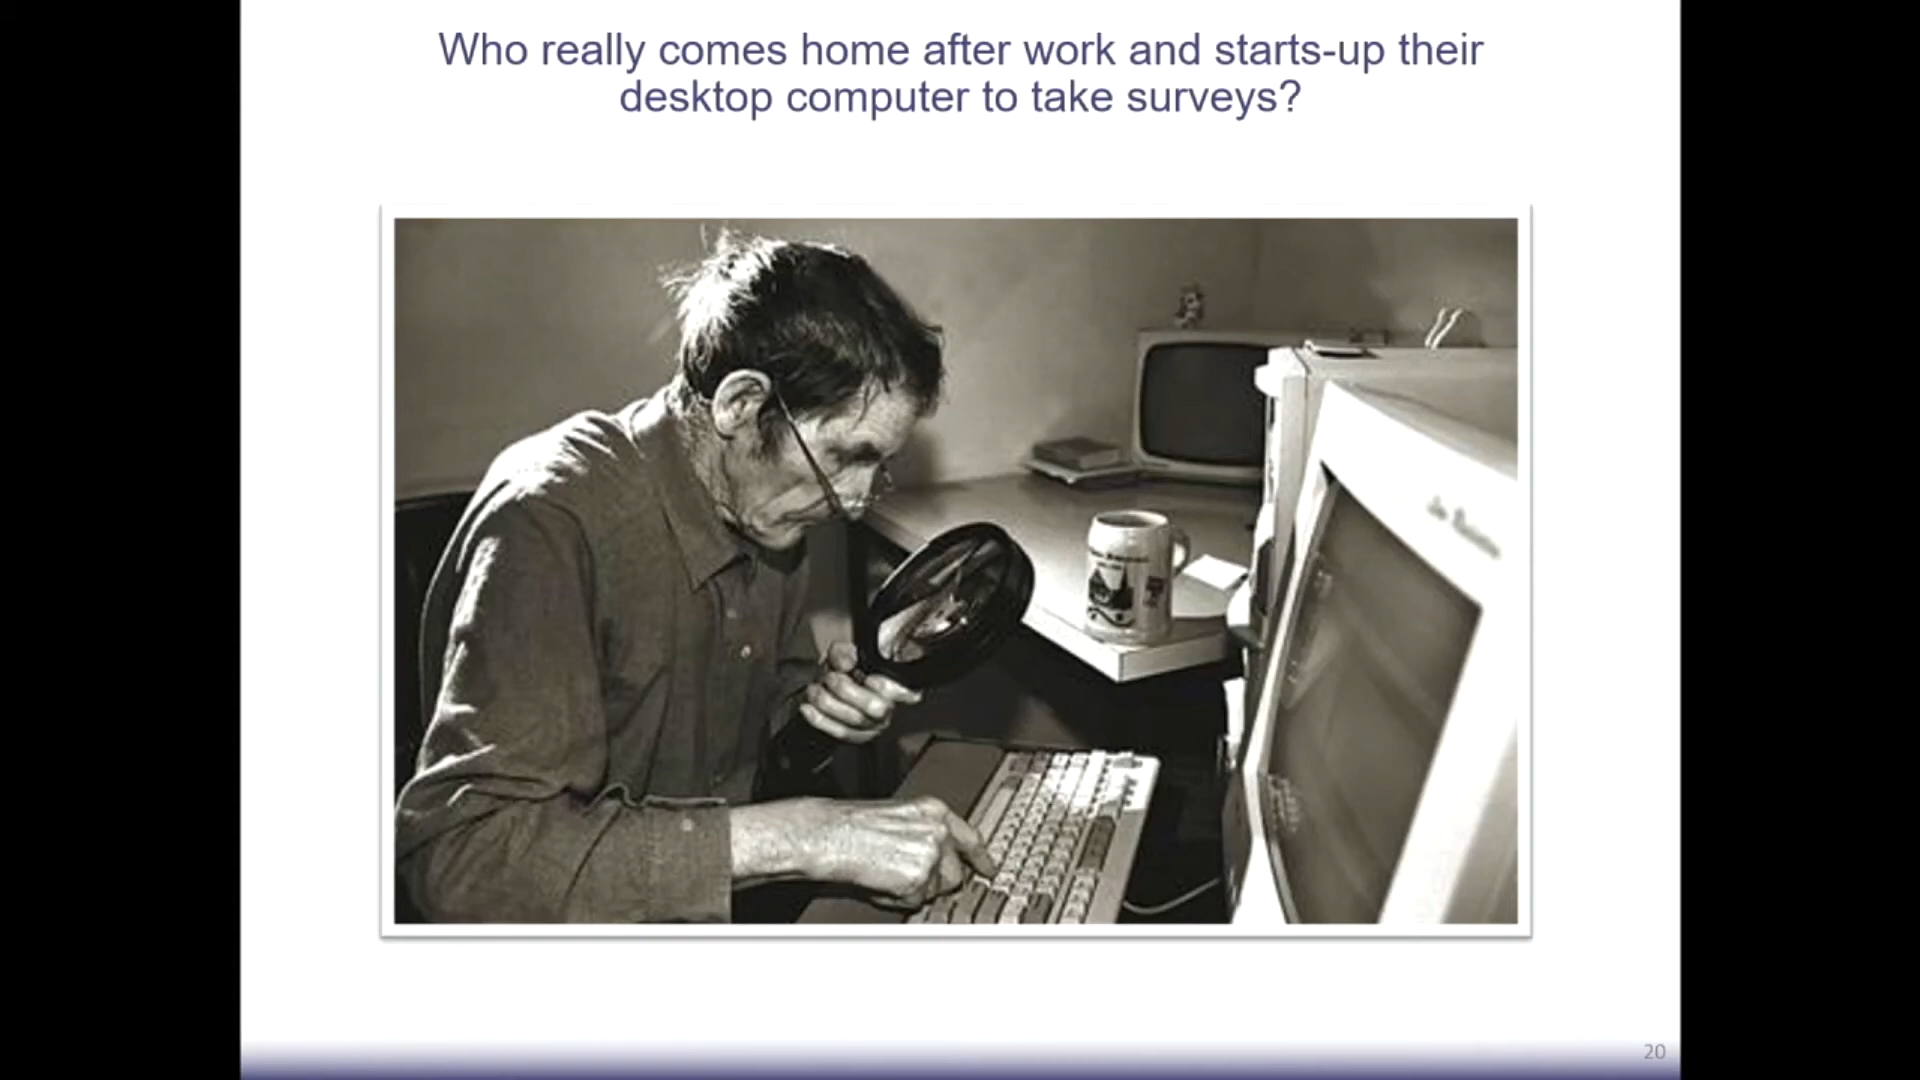 Who really comes home after work and starts-up their
desktop computer to take surveys?
20